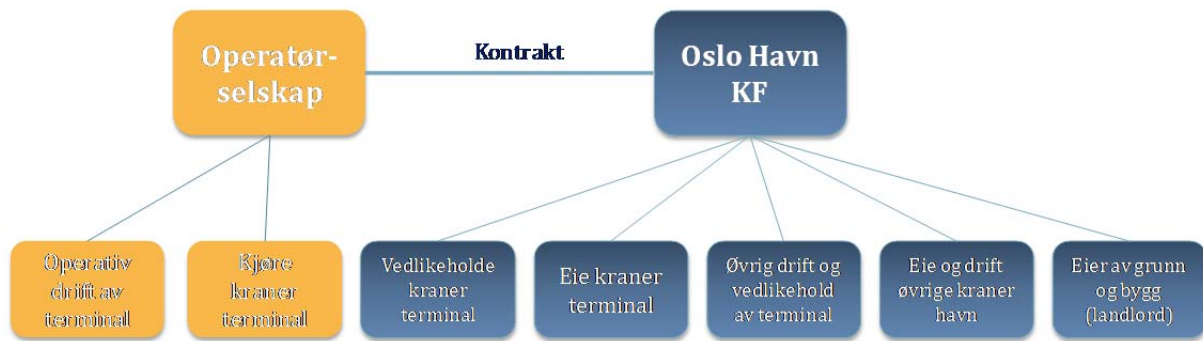 Operatør-
selskap
Kontrakt
Oslo Havn
KF
Operativ
drift av
terminal
Kjøre
kraner
terminal
Vedlikeholde
kraner
terminal
Eie kraner
terminal
Øvrig drift og
vedlikehold
av terminal
Eie og drift
øvrige kraner
havn
Eier av grunn
og bygg
(landlord)